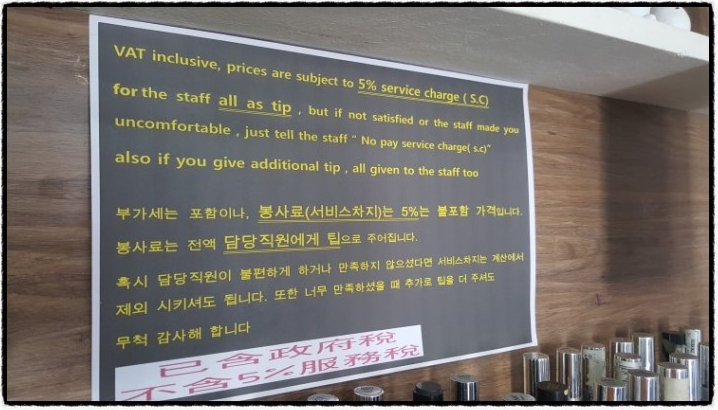 VAT inclusive, prices are subject to 5% service charge ( S.C)
for the staff all as tip , but if not satisfied or the staff made you
uncomfortable , just tell the staff “ No pay service charge( s.c)”
also if you give additional tip , all given to the staff too
부가세는 포함이나, 봉사료(서비스차지)는 5%는 불포함 가격입니다.
봉사료는 전액 담당직원에게 팁으로 주어집니다.
혹시 담당직원이 불편하게 하거나 만족하지 않으셨다면 서비스차지는 계산에서
제외 시키셔도 됩니다. 또한 너무 만족하셨을 때 추가로 팁을 더 주셔도
무척 감사해 합니다
已含政府稅
不含5%服務稅